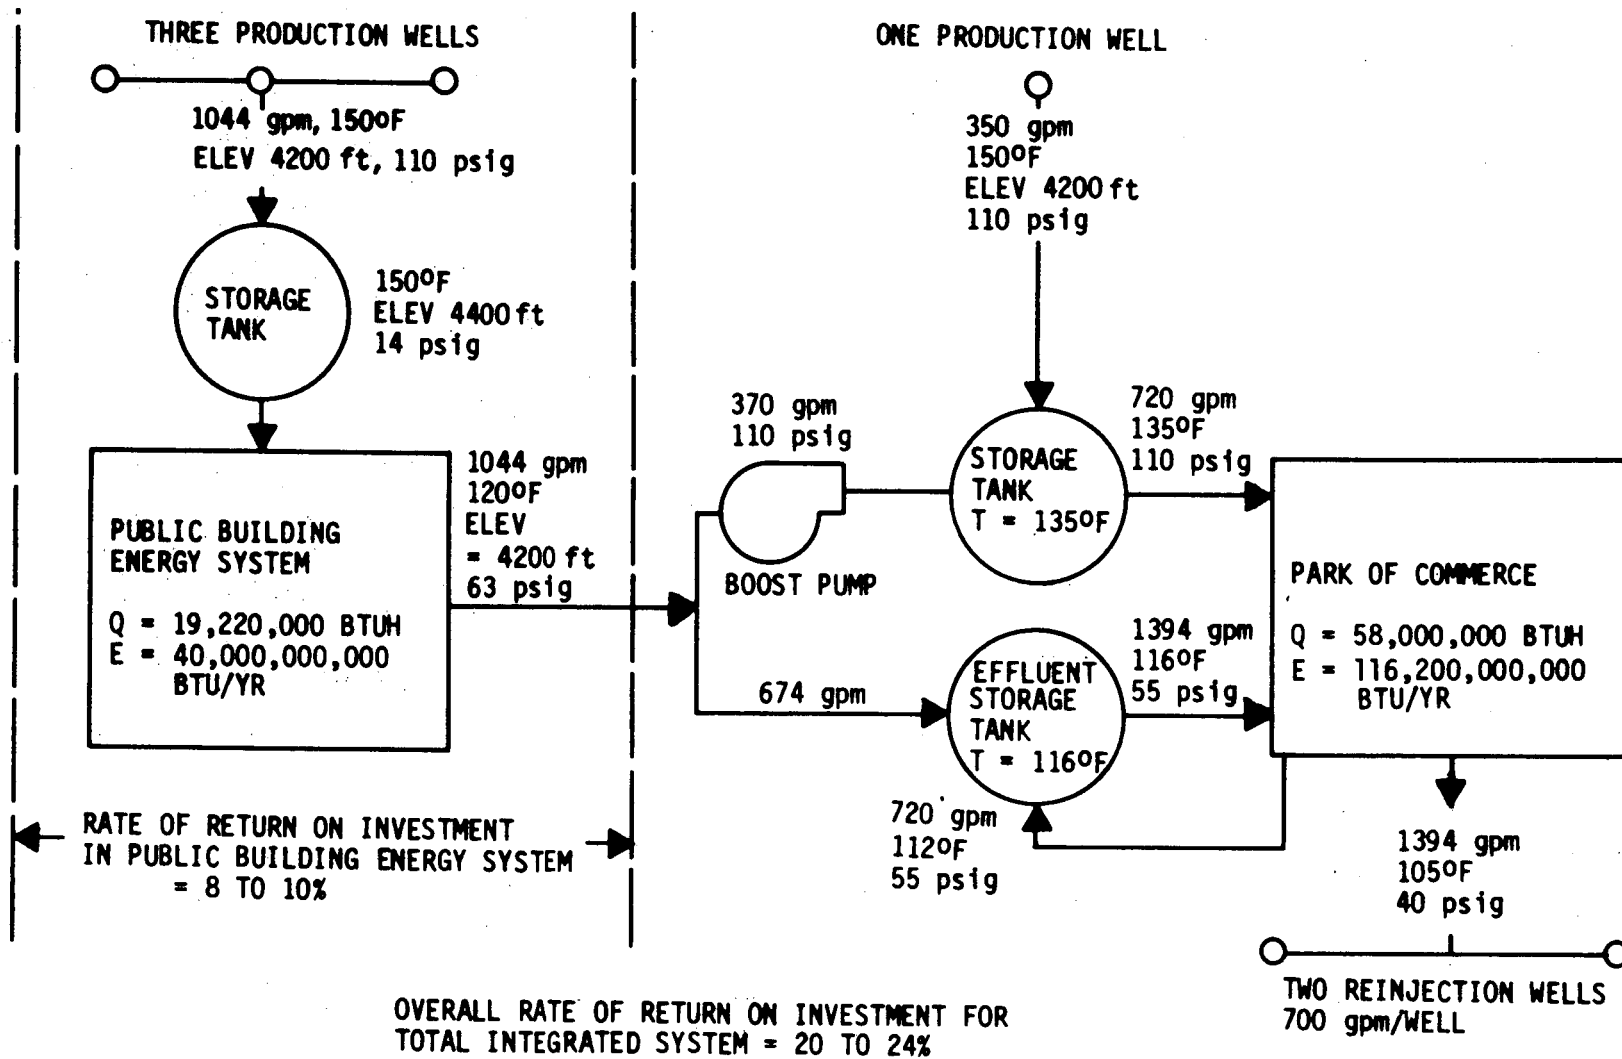 THREE PRODUCTION WELLS
1044 gpm, 150ºF
ELEV 4200 ft, 110 psig
STORAGE
TANK
150ºF
ELEV 4400 ft
14 psig
PUBLIC BUILDING
ENERGY SYSTEM
Q = 19,220,000 BTUH
E = 40,000,000,000
BTU/YR
1044 gpm
120ºF
ELEV
= 4200 ft
63 psig
RATE OF RETURN ON INVESTMENT
IN PUBLIC BUILDING ENERGY SYSTEM
= 8 TO 10%
ONE PRODUCTION WELL
350 gpm
150ºF
ELEV 4200 ft
110 psig
370 gpm
110 psig
BOOST PUMP
STORAGE
TANK
T = 135ºF
720 gpm
135ºF
110 psig
674 gpm
EFFLUENT
STORAGE
TANK
T = 116ºF
1394 gpm
116ºF
55 psig
720 gpm
112ºF
55 psig
PARK OF COMMERCE
Q = 58,000,000 BTUH
E = 116,200,000,000
BTU/YR
1394 gpm
105ºF
40 psig
TWO REINJECTION WELLS
700 gpm/WELL
OVERALL RATE OF RETURN ON INVESTMENT FOR
TOTAL INTEGRATED SYSTEM = 20 TO 24%